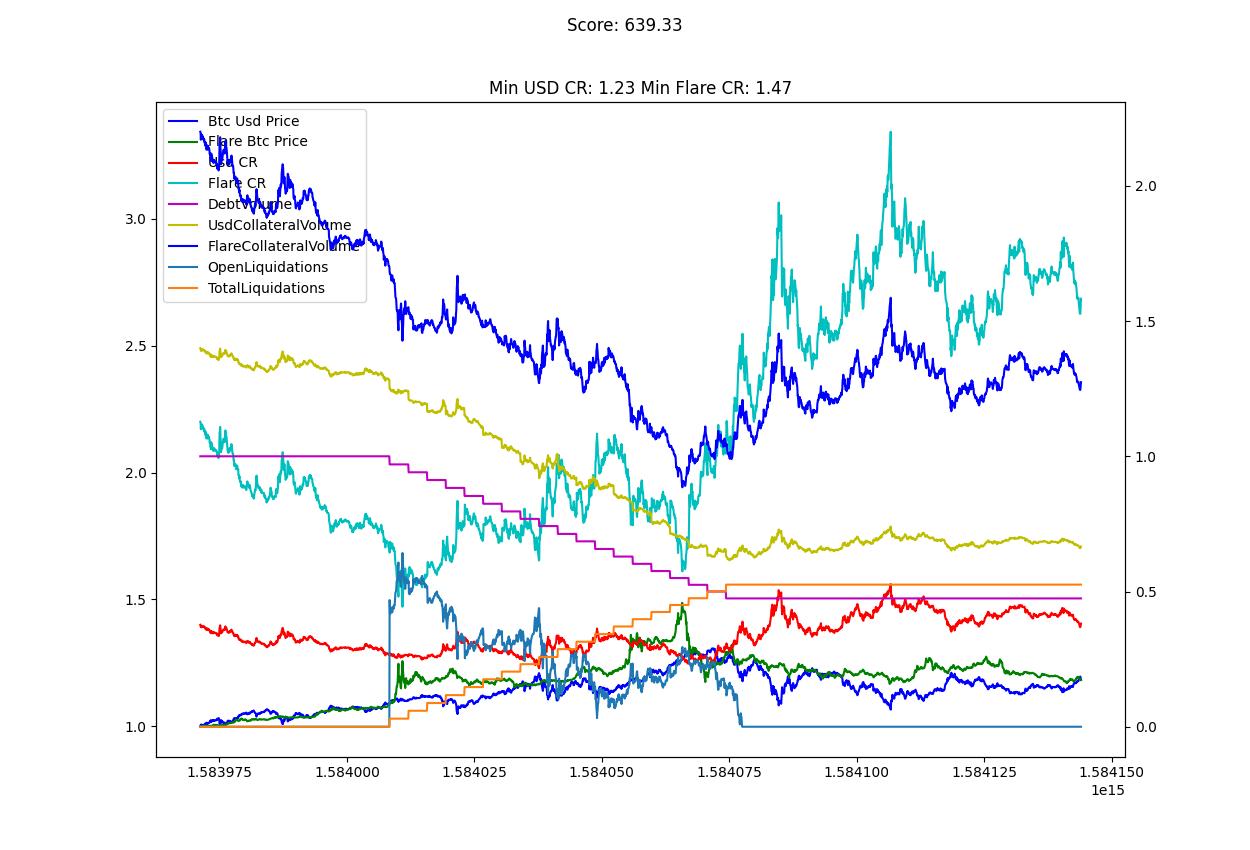 Score: 639.33
Min USD CR: 1.23 Min Flare CR: 1.47
Btc Usd Price
Flare Btc Price
Usd CR
Flare CR
DebtVolume
UsdCollateralVolume
FlareCollateralVolume
OpenLiquidations
TotalLiquidations
3.0
2.5
2.0
1.5
1.0
2.0
1.5
1.0
0.5
0.0
1.583975 1.584000 1.584025 1.584050 1.584075 1.584100 1.584125 1.584150
1e15